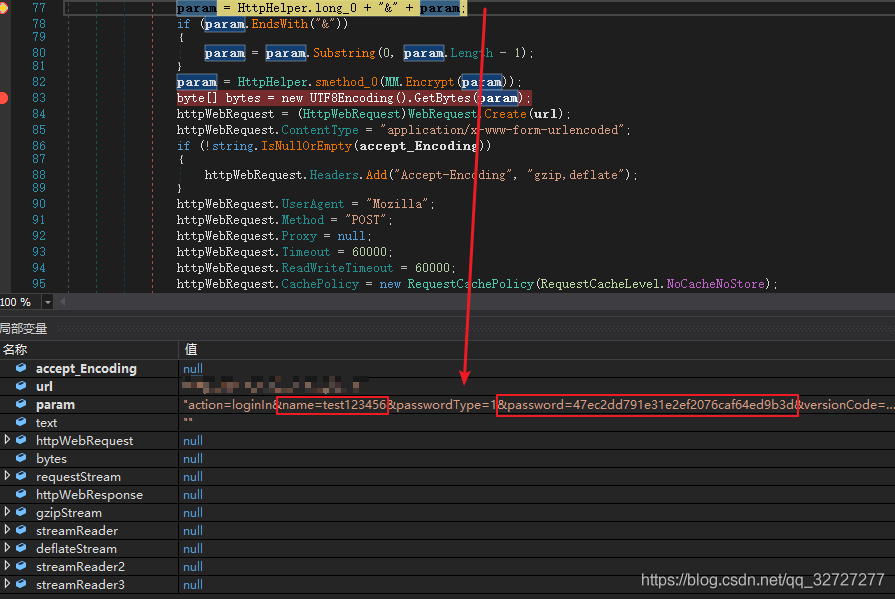 77 param = HttpHelper.long_0 + "&" + param;
78 if (param.EndsWith("&"))
79 {
80 param = param.Substring(0, param.Length - 1);
81 }
82 param = HttpHelper.smethod_0(MM.Encrypt(param));
83 byte[] bytes = new UTF8Encoding().GetBytes(param);
84 httpWebRequest = (HttpWebRequest)WebRequest.Create(url);
85 httpWebRequest.ContentType = "application/x-www-form-urlencoded";
86 if (!string.IsNullOrEmpty(accept_Encoding))
87 {
88 httpWebRequest.Headers.Add("Accept-Encoding", "gzip,deflate");
89 }
90 httpWebRequest.UserAgent = "Mozilla";
91 httpWebRequest.Method = "POST";
92 httpWebRequest.Proxy = null;
93 httpWebRequest.Timeout = 60000;
94 httpWebRequest.ReadWriteTimeout = 60000;
95 httpWebRequest.CachePolicy = new RequestCachePolicy(RequestCacheLevel.NoCacheNoStore);
100 %
局部变量
名称 值
accept_Encoding null
url
param "action=loginIn&name=test123456&passwordType=1&password=47ec2dd791e31e2ef2076caf64ed9b3d&versionCode=...
text ""
httpWebRequest null
bytes null
requestStream null
httpWebResponse null
gzipStream null
streamReader null
deflateStream null
streamReader2 null
streamReader3 null
https://blog.csdn.net/qq_32727277